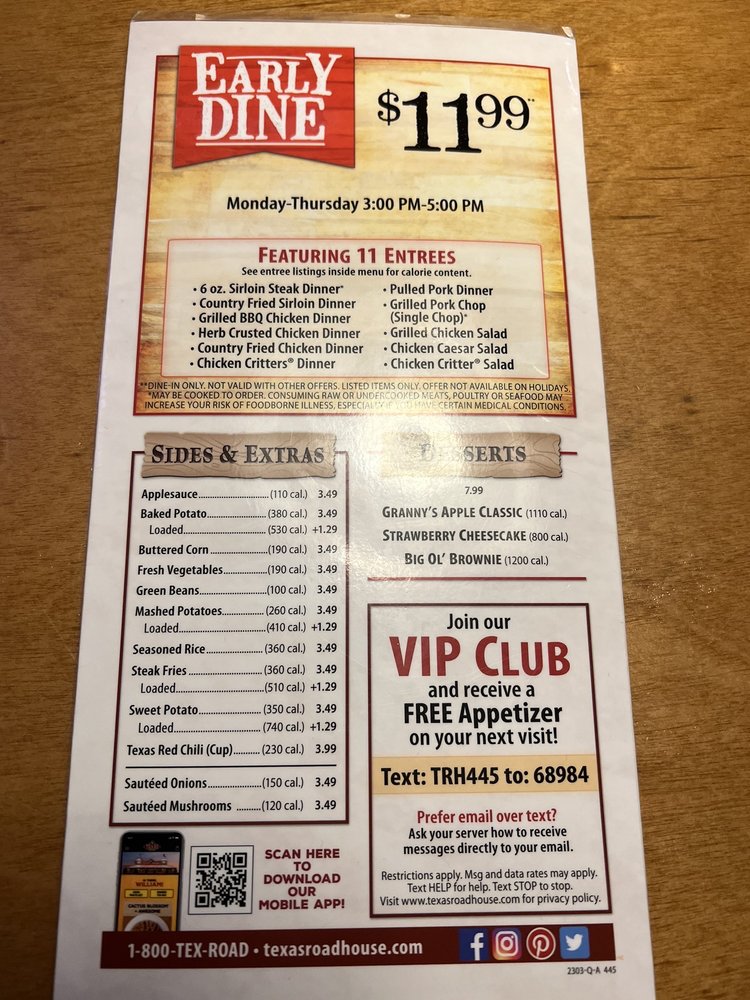 EARLY
DINE
$11.99**
Monday-Thursday 3:00 PM-5:00 PM
FEATURING 11 ENTREES
See entree listings inside menu for calorie content.
• 6 oz. Sirloin Steak Dinner*
• Country Fried Sirloin Dinner
• Grilled BBQ Chicken Dinner
• Herb Crusted Chicken Dinner
• Country Fried Chicken Dinner
• Chicken Critters® Dinner
• Pulled Pork Dinner
• Grilled Pork Chop
(Single Chop)*
• Grilled Chicken Salad
• Chicken Caesar Salad
• Chicken Critter® Salad
**DINE-IN ONLY. NOT VALID WITH OTHER OFFERS. LISTED ITEMS ONLY. OFFER NOT AVAILABLE ON HOLIDAYS.
*MAY BE COOKED TO ORDER. CONSUMING RAW OR UNDERCOOKED MEATS, POULTRY OR SEAFOOD MAY
INCREASE YOUR RISK OF FOODBORNE ILLNESS, ESPECIALLY IF YOU HAVE CERTAIN MEDICAL CONDITIONS.
SIDES & EXTRAS
Applesauce (110 cal.) 3.49
Baked Potato (380 cal.) 3.49
Loaded (530 cal.) +1.29
Buttered Corn (190 cal.) 3.49
Fresh Vegetables (190 cal.) 3.49
Green Beans (100 cal.) 3.49
Mashed Potatoes (260 cal.) 3.49
Loaded (410 cal.) +1.29
Seasoned Rice (360 cal.) 3.49
Steak Fries (360 cal.) 3.49
Loaded (510 cal.) +1.29
Sweet Potato (350 cal.) 3.49
Loaded (740 cal.) +1.29
Texas Red Chili (Cup) (230 cal.) 3.99
Sautéed Onions (150 cal.) 3.49
Sautéed Mushrooms (120 cal.) 3.49
DESSERTS
7.99
GRANNY'S APPLE CLASSIC (1110 cal.)
STRAWBERRY CHEESECAKE (800 cal.)
BIG OL' BROWNIE (1200 cal.)
Join our
VIP CLUB
and receive a
FREE Appetizer
on your next visit!
Text: TRH445 to: 68984
Prefer email over text?
Ask your server how to receive
messages directly to your email.
Restrictions apply. Msg and data rates may apply.
Text HELP for help. Text STOP to stop.
Visit www.texasroadhouse.com for privacy policy.
WILLIAM!
CACTUS BLOSSOM
SCAN HERE
TO
DOWNLOAD
OUR
MOBILE APP!
1-800-TEX-ROAD • texasroadhouse.com
2303-Q-A 445